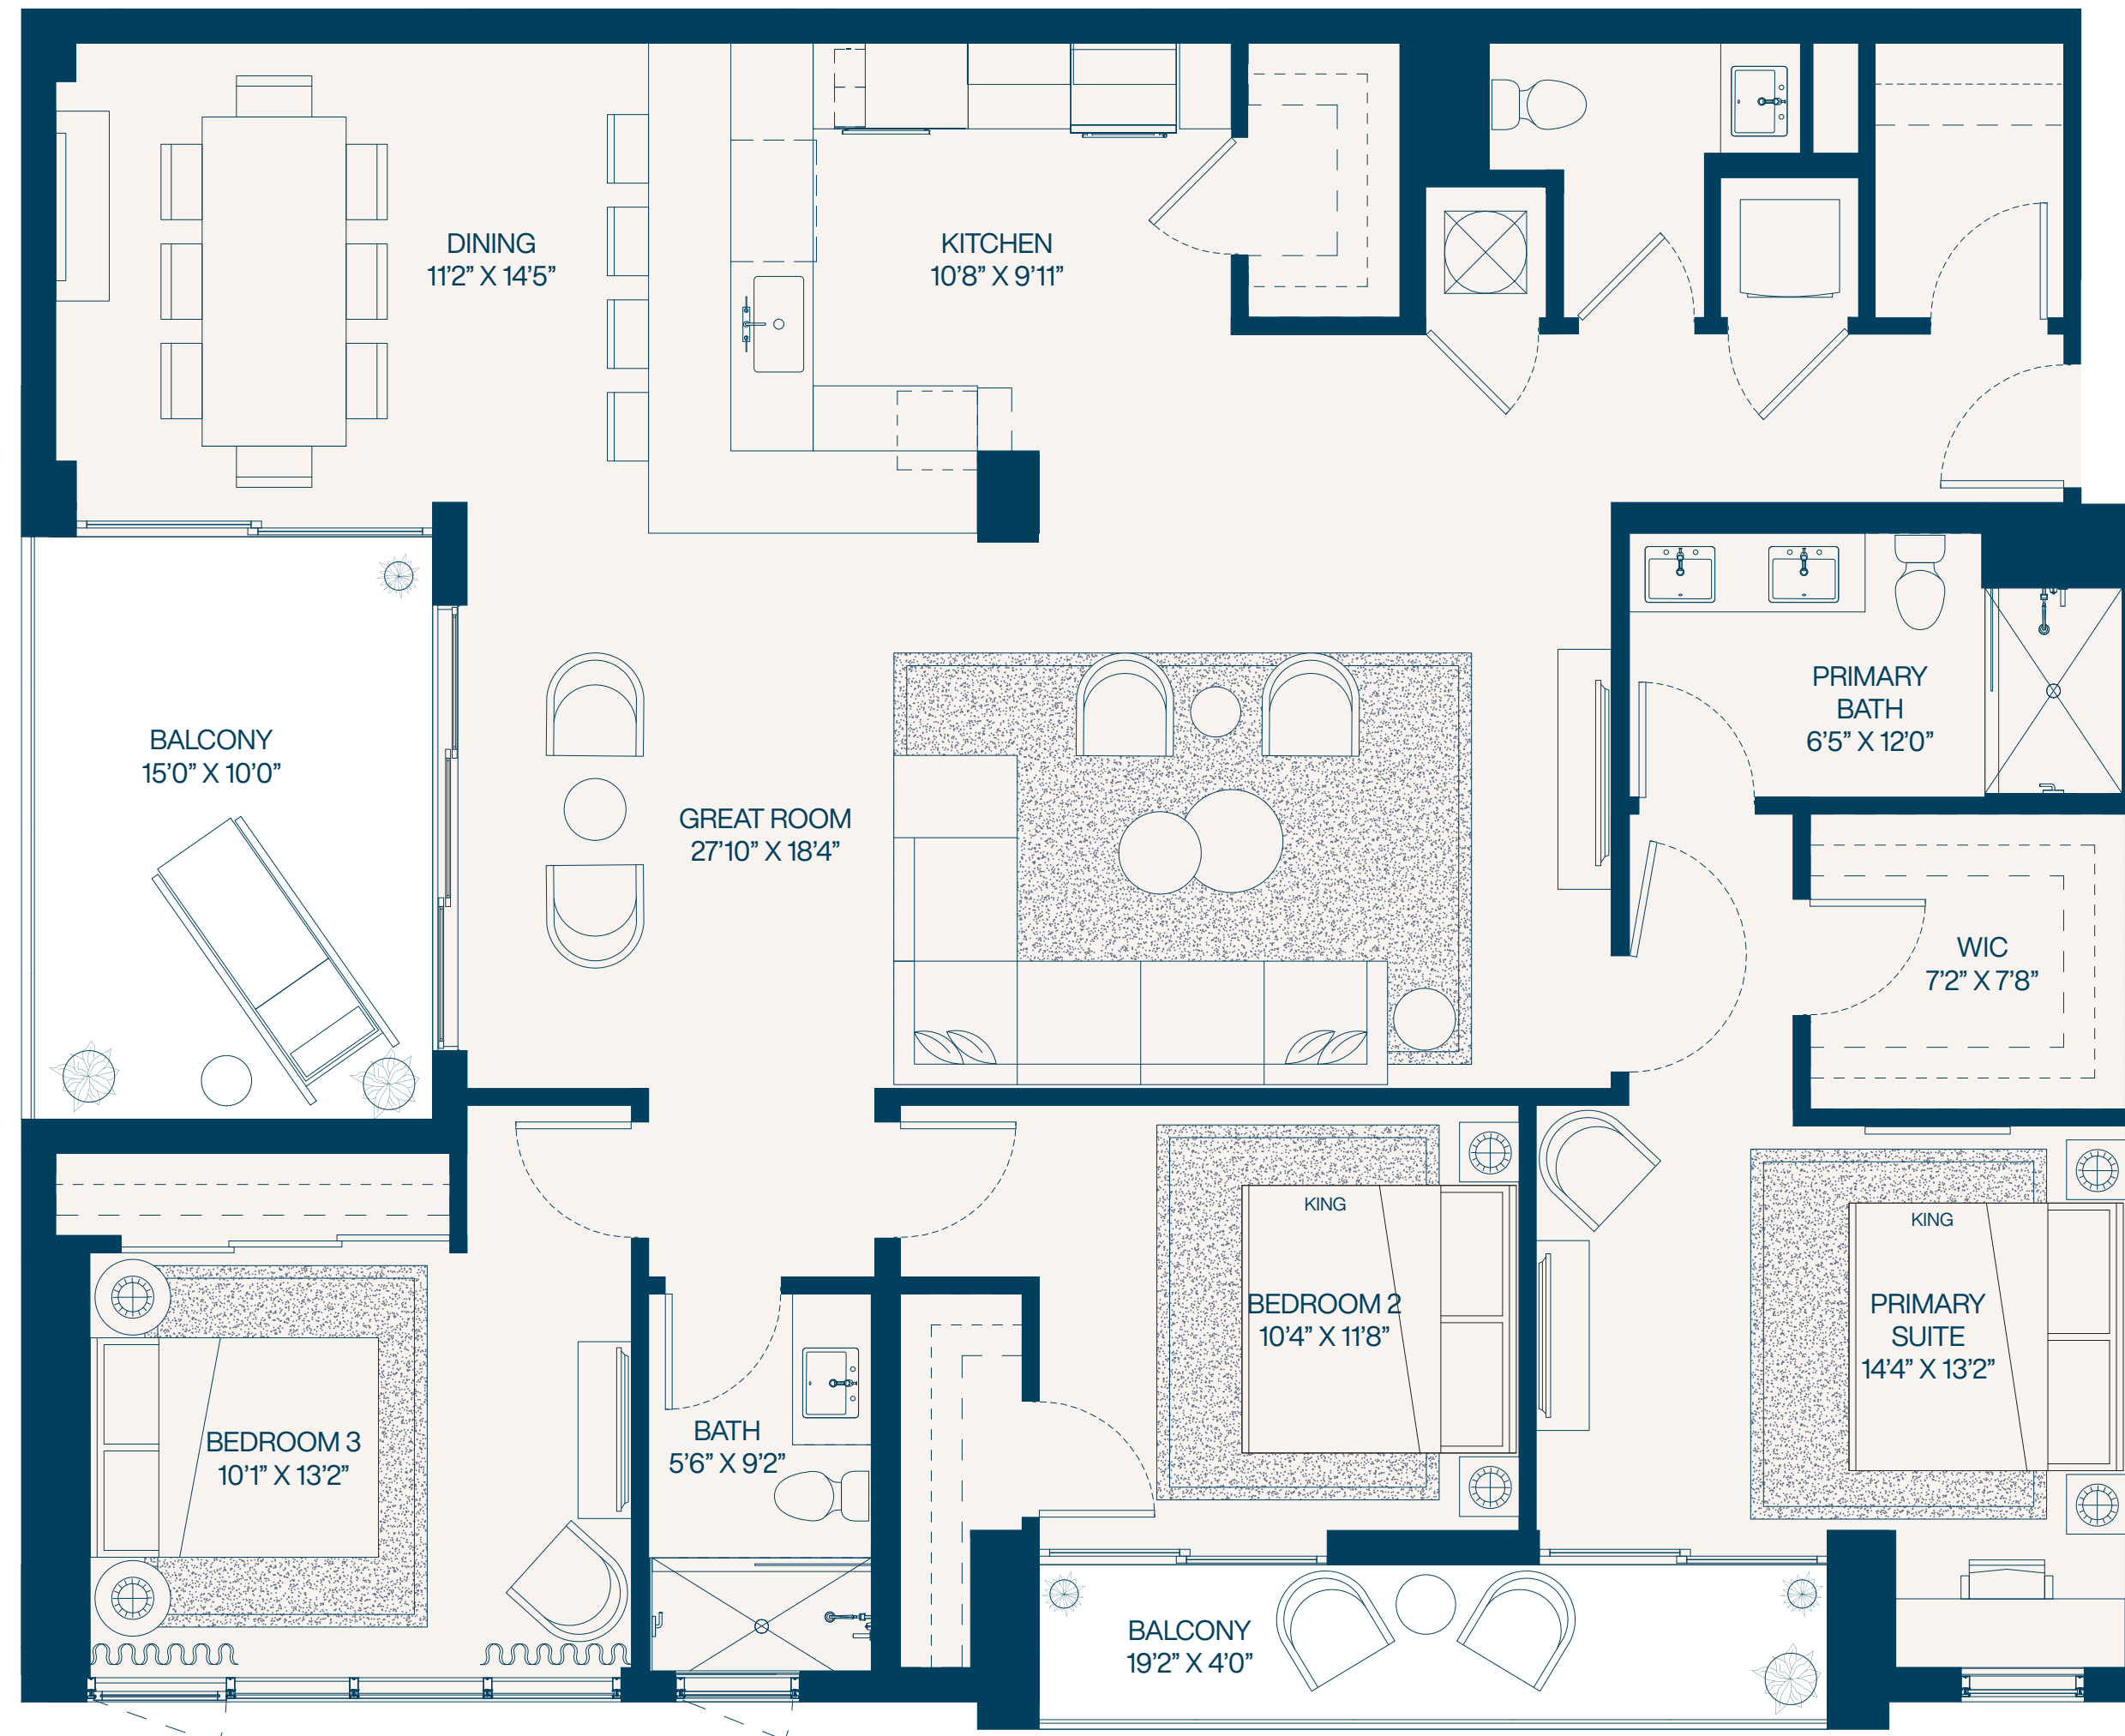 DINING
11’2” X 14’5”
KITCHEN
10’8” X 9’11”
PRIMARY
BATH
6’5” X 12’0”
BALCONY
15’0” X 10’0”
GREAT ROOM
27’10” X 18’4”
WIC
7’2” X 7’8”
KING
BEDROOM 2
10’4” X 11’8”
KING
PRIMARY
SUITE
14’4” X 13’2”
BEDROOM 3
10’1” X 13’2”
BATH
5’6” X 9’2”
BALCONY
19’2” X 4’0”